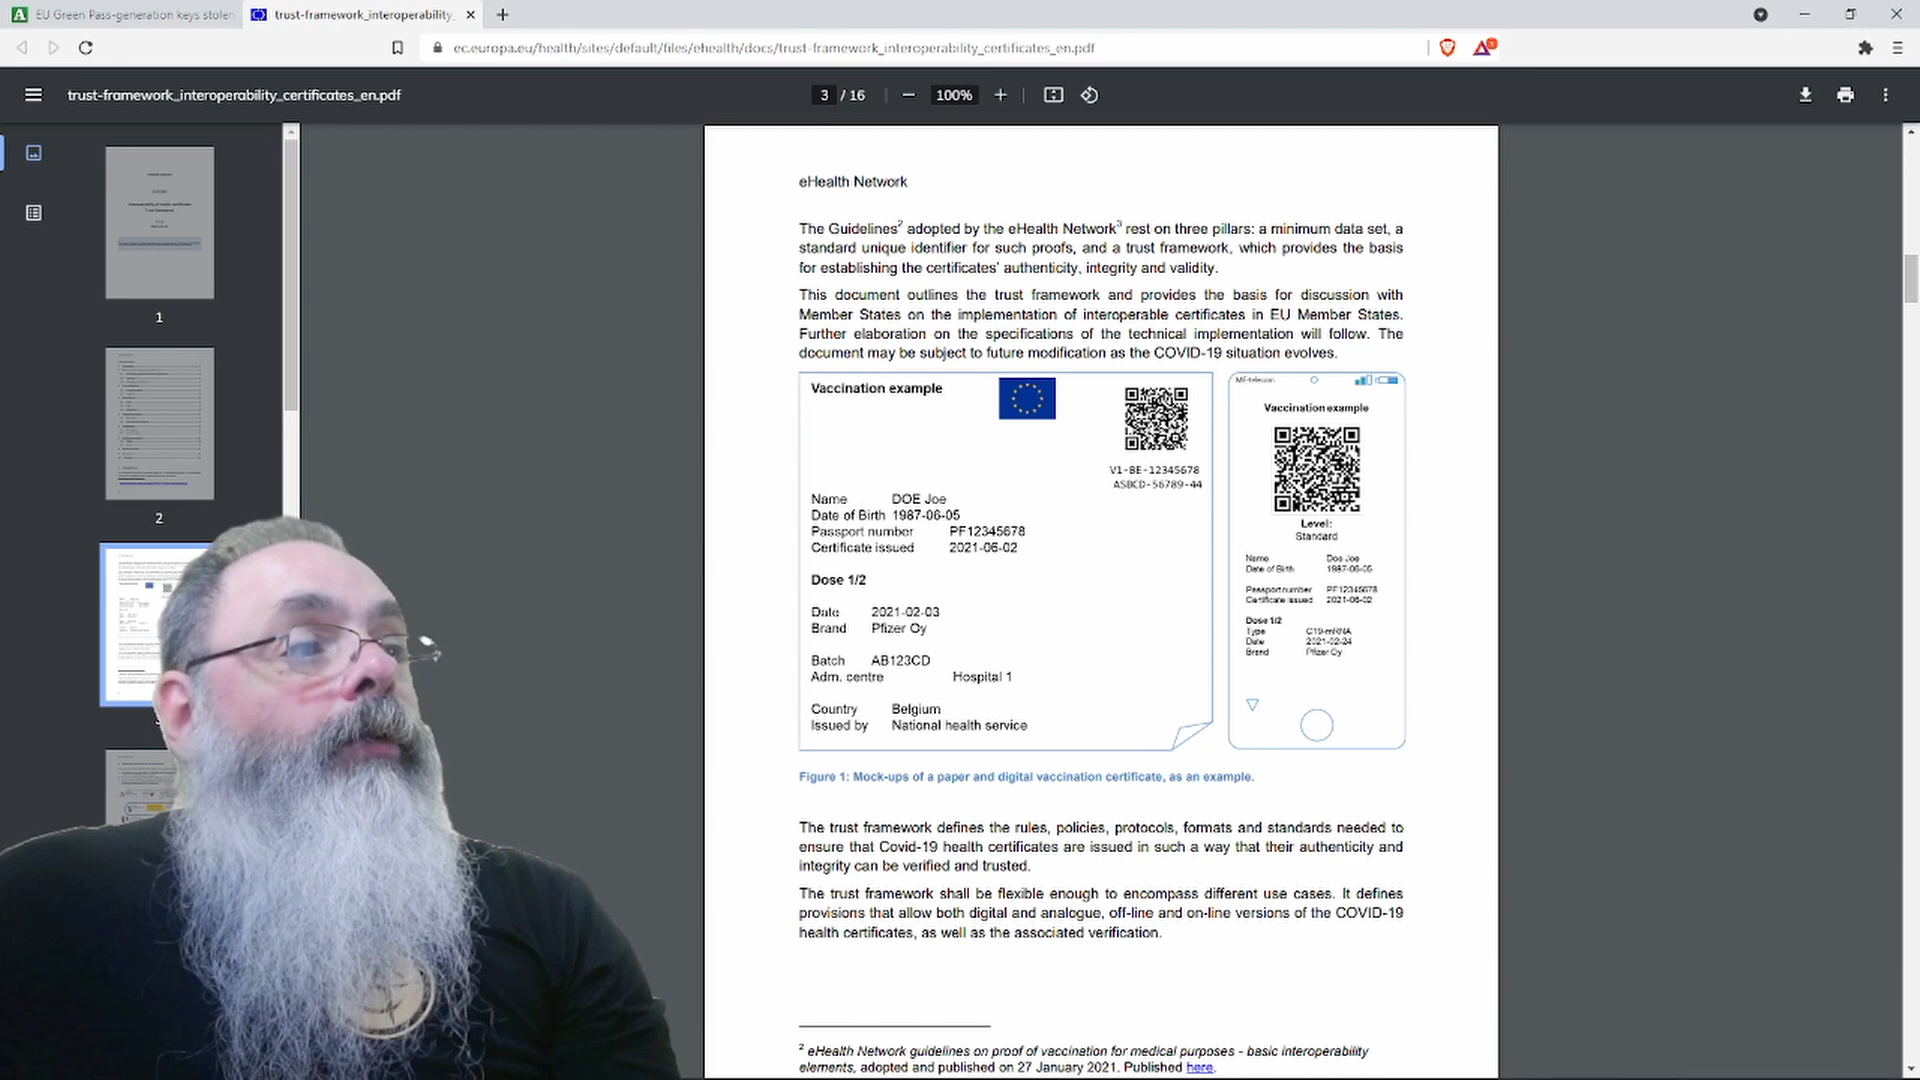 EU Green Pass-generation keys stolen
trust-framework_interoperability_
ec.europa.eu/health/sites/default/files/ehealth/docs/trust-framework_interoperability_certificates_en.pdf
trust-framework_interoperability_certificates_en.pdf
3 / 16
100%
1
2
eHealth Network
The Guidelines2 adopted by the eHealth Network3 rest on three pillars: a minimum data set, a
standard unique identifier for such proofs, and a trust framework, which provides the basis
for establishing the certificates' authenticity, integrity and validity.
This document outlines the trust framework and provides the basis for discussion with
Member States on the implementation of interoperable certificates in EU Member States.
Further elaboration on the specifications of the technical implementation will follow. The
document may be subject to future modification as the COVID-19 situation evolves.
Vaccination example
V1-BE-12345678
ASBCD-56789-44
Name DOE Joe
Date of Birth 1987-06-05
Passport number PF12345678
Certificate issued 2021-06-02
Dose 1/2
Date 2021-02-03
Brand Pfizer Oy
Batch AB123CD
Adm. centre Hospital 1
Country Belgium
Issued by National health service
Vaccination example
Level:
Standard
Name Doe Joe
Date of Birth 1987-06-05
Passport number PF12345678
Certificate issued 2021-06-02
Dose 1/2
Type C19-mRNA
Date 2021-02-24
Brand Pfizer Oy
Figure 1: Mock-ups of a paper and digital vaccination certificate, as an example.
The trust framework defines the rules, policies, protocols, formats and standards needed to
ensure that Covid-19 health certificates are issued in such a way that their authenticity and
integrity can be verified and trusted.
The trust framework shall be flexible enough to encompass different use cases. It defines
provisions that allow both digital and analogue, off-line and on-line versions of the COVID-19
health certificates, as well as the associated verification.
2 eHealth Network guidelines on proof of vaccination for medical purposes - basic interoperability
elements, adopted and published on 27 January 2021. Published here.